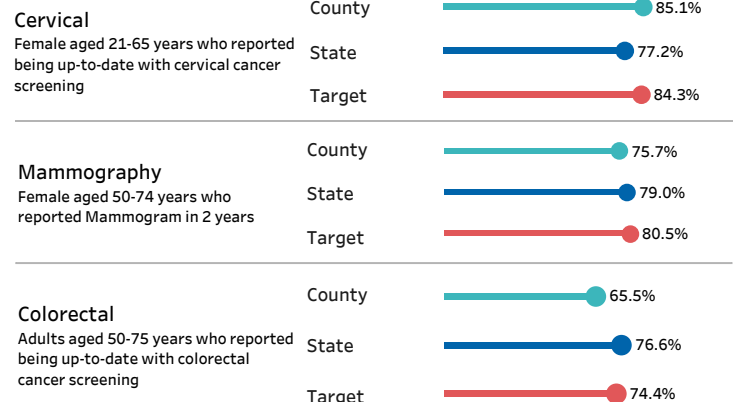 Cervical
Female aged 21-65 years who reported
being up-to-date with cervical cancer
screening
County
85.1%
State
77.2%
Target
84.3%
Mammography
Female aged 50-74 years who
reported Mammogram in 2 years
County
75.7%
State
79.0%
Target
80.5%
Colorectal
Adults aged 50-75 years who reported
being up-to-date with colorectal
cancer screening
County
65.5%
State
76.6%
Target
74.4%